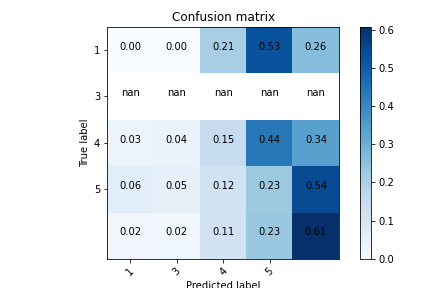 Confusion matrix
1 0.00 0.00 0.21 0.53 0.26 0.6
3 nan nan nan nan nan 0.5
4 0.03 0.04 0.15 0.44 0.34 0.4
5 0.06 0.05 0.12 0.23 0.54 0.3
0.02 0.02 0.11 0.23 0.61 0.2
0.1
0.0
1 3 4 5
True label
Predicted label